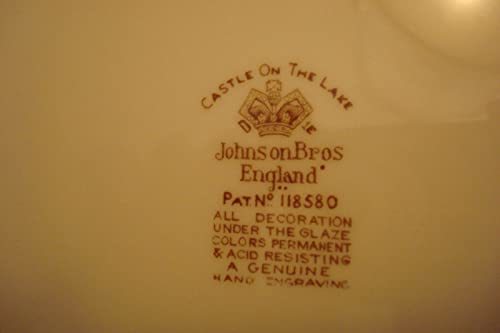 CASTLE ON THE LAKE
D E
Johnson Bros
England
PAT. Nº 118580
ALL DECORATION
UNDER THE GLAZE
COLORS PERMANENT
& ACID RESISTING
A GENUINE
HAND ENGRAVING